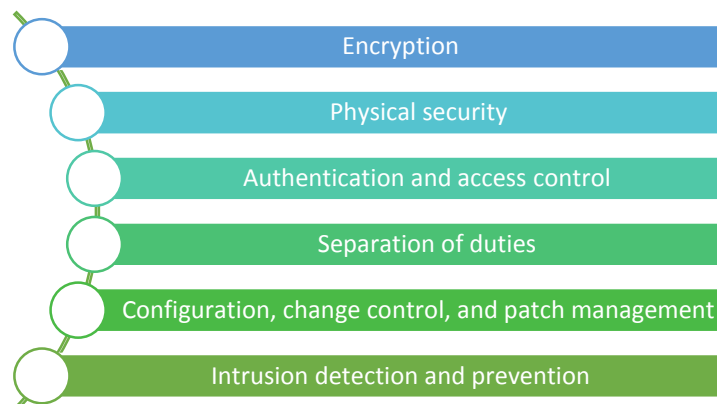 Encryption
Physical security
Authentication and access control
Separation of duties
Configuration, change control, and patch management
Intrusion detection and prevention